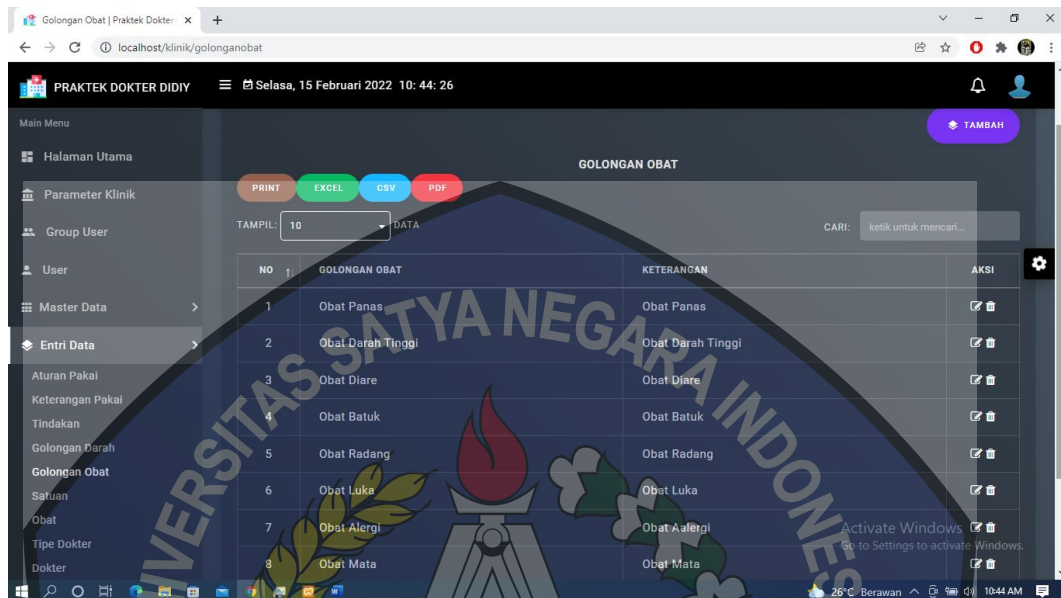 Golongan Obat | Praktek Dokter
localhost/klinik/golonganobat
PRAKTEK DOKTER DIDIY
Selasa, 15 Februari 2022 10: 44: 26
Main Menu
TAMBAH
Halaman Utama
GOLONGAN OBAT
Parameter Klinik
PRINT EXCEL CSV PDF
Group User
TAMPIL: 10 DATA
CARI: ketik untuk mencari...
User
NO GOLONGAN OBAT KETERANGAN AKSI
Master Data
1 Obat Panas Obat Panas
Entri Data
2 Obat Darah Tinggi Obat Darah Tinggi
Aturan Pakai
3 Obat Diare Obat Diare
Keterangan Pakai
Tindakan
4 Obat Batuk Obat Batuk
Golongan Darah
5 Obat Radang Obat Radang
Golongan Obat
Satuan
6 Obat Luka Obat Luka
Obat
7 Obat Alergi Obat Aalergi
Tipe Dokter
8 Obat Mata Obat Mata
Dokter
IVERSITAS SATYA NEGARA INDONES
Activate Windows
Go to Settings to activate Windows.
26°C Berawan 10:44 AM